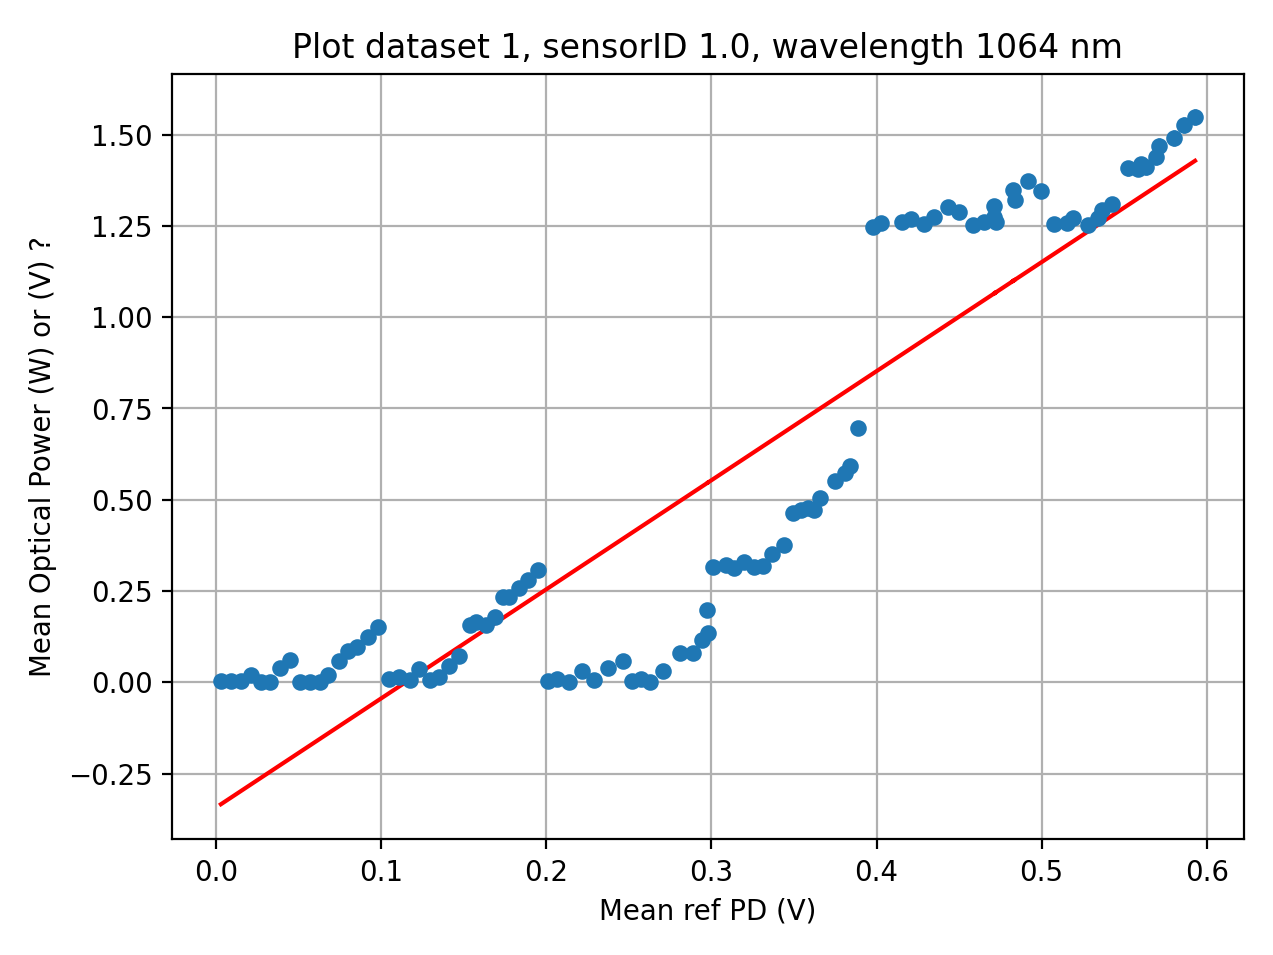 Plot dataset 1, sensorID 1.0, wavelength 1064 nm
Mean Optical Power (W) or (V) ?
1.50
1.25
1.00
0.75
0.50
0.25
0.00
−0.25
0.0 0.1 0.2 0.3 0.4 0.5 0.6
Mean ref PD (V)